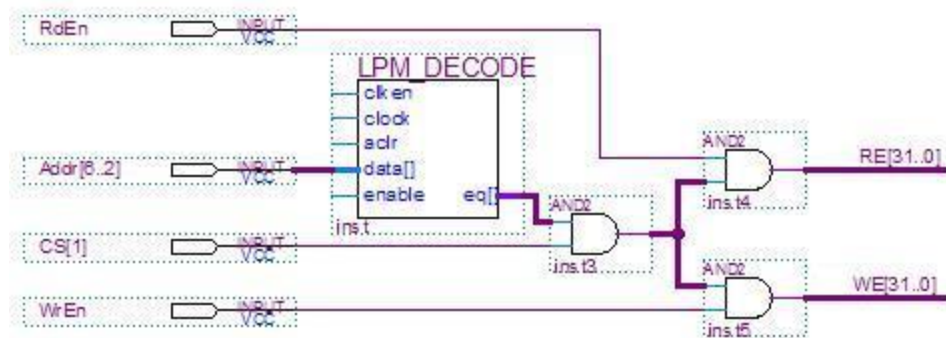 RdEn
INPUT
VCC
LPM_DECODE
clken
clock
aclr
Addr[6..2]
INPUT
VCC
data[]
enable
eq[]
inst
AND2
RE[31..0]
inst4
AND2
inst3
CS[1]
INPUT
VCC
AND2
WE[31..0]
inst5
WrEn
INPUT
VCC